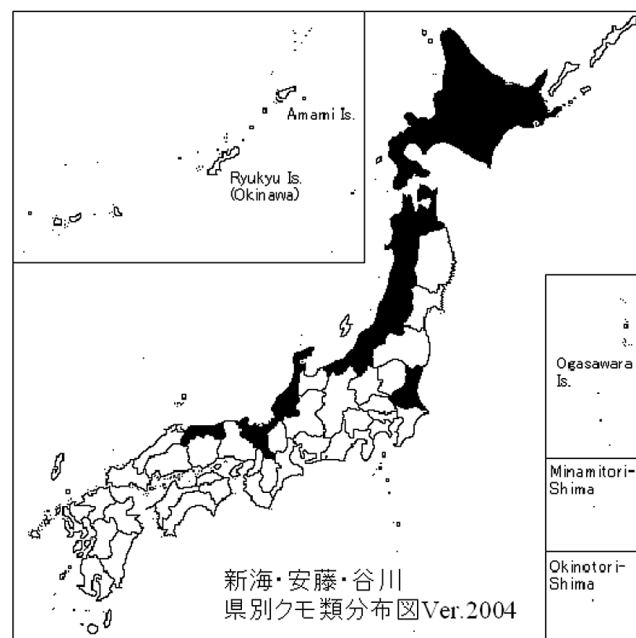 Amami Is.
Ryukyu Is.
(Okinawa)
Ogasawara
Is.
Minamitori-
Shima
Okinotori-
Shima
新海・安藤・谷川
県別クモ類分布図Ver.2004